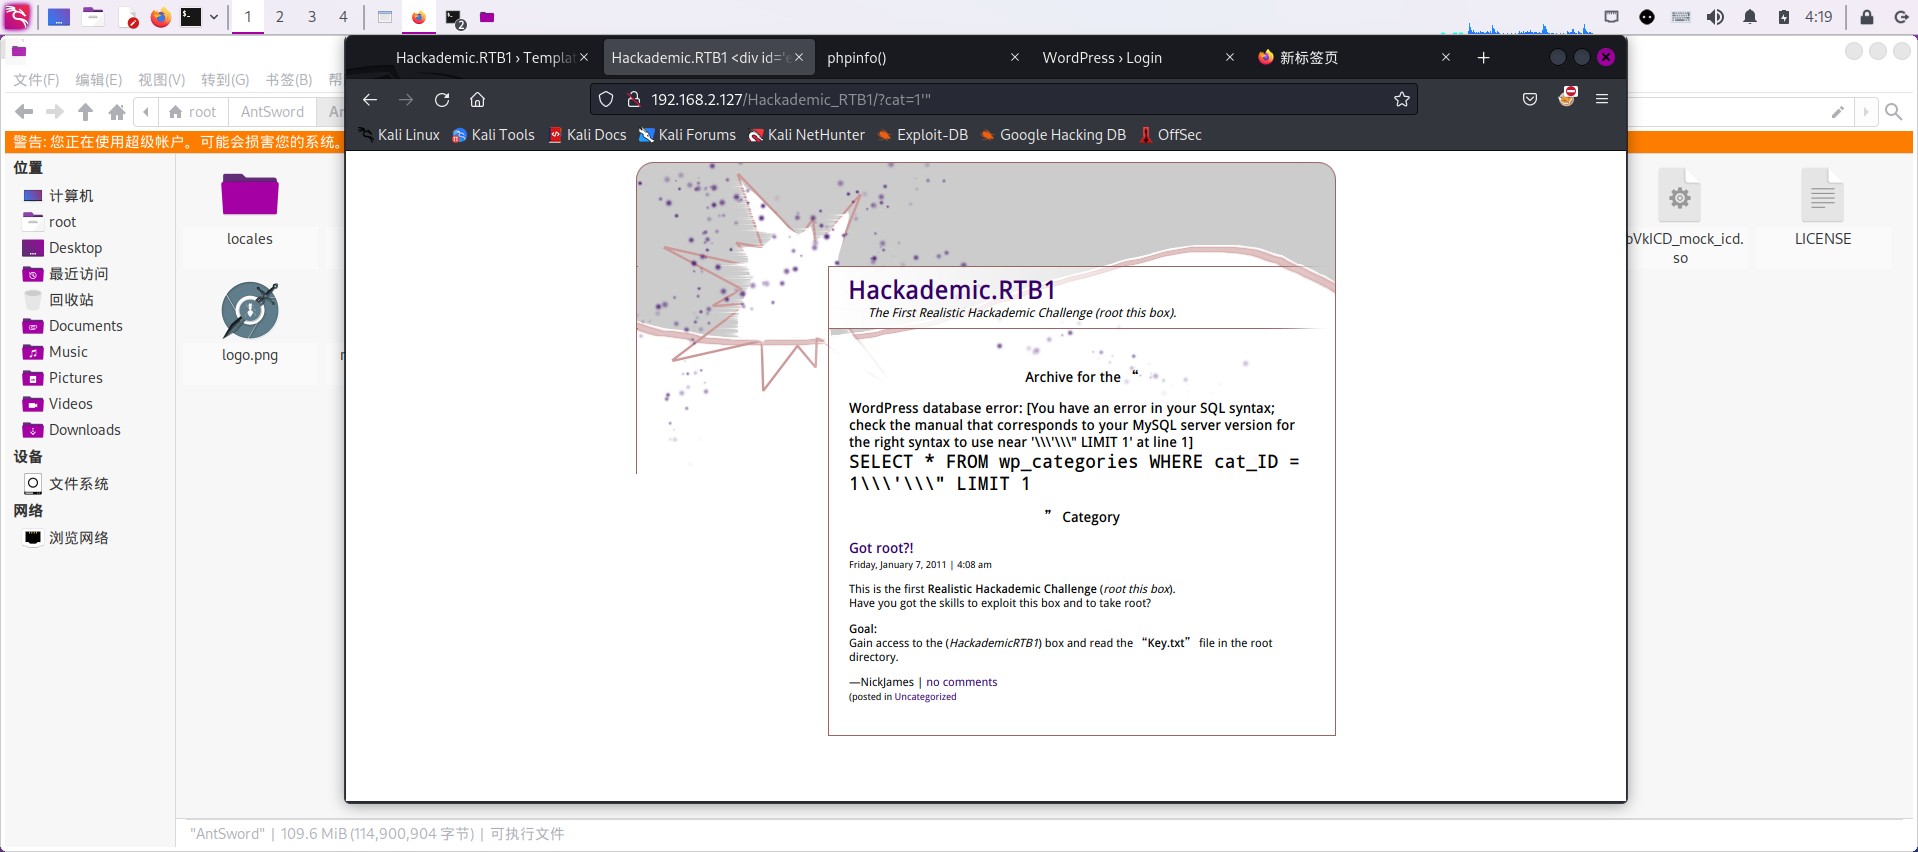 1 2 3 4 2 4:19
文件(F) 编辑(E) 视图(V) 转到(G) 书签(B) 帮
root AntSword An
警告: 您正在使用超级帐户。可能会损害您的系统。
位置
计算机
root
Desktop
最近访问
回收站
Documents
Music
Pictures
Videos
Downloads
设备
文件系统
网络
浏览网络
locales
logo.png
Hackademic.RTB1 › Templat
Hackademic.RTB1 <div id='e
phpinfo()
WordPress › Login
新标签页
192.168.2.127/Hackademic_RTB1/?cat=1'"
Kali Linux Kali Tools Kali Docs Kali Forums Kali NetHunter Exploit-DB Google Hacking DB OffSec
Hackademic.RTB1
The First Realistic Hackademic Challenge (root this box).
Archive for the “
WordPress database error: [You have an error in your SQL syntax;
check the manual that corresponds to your MySQL server version for
the right syntax to use near '\\\'\\\" LIMIT 1' at line 1]
SELECT * FROM wp_categories WHERE cat_ID =
1\\\'\\\" LIMIT 1
” Category
Got root?!
Friday, January 7, 2011 | 4:08 am
This is the first Realistic Hackademic Challenge (root this box).
Have you got the skills to exploit this box and to take root?
Goal:
Gain access to the (HackademicRTB1) box and read the “Key.txt” file in the root
directory.
—NickJames | no comments
(posted in Uncategorized
oVkICD_mock_icd.
so
LICENSE
"AntSword" | 109.6 MiB (114,900,904 字节) | 可执行文件